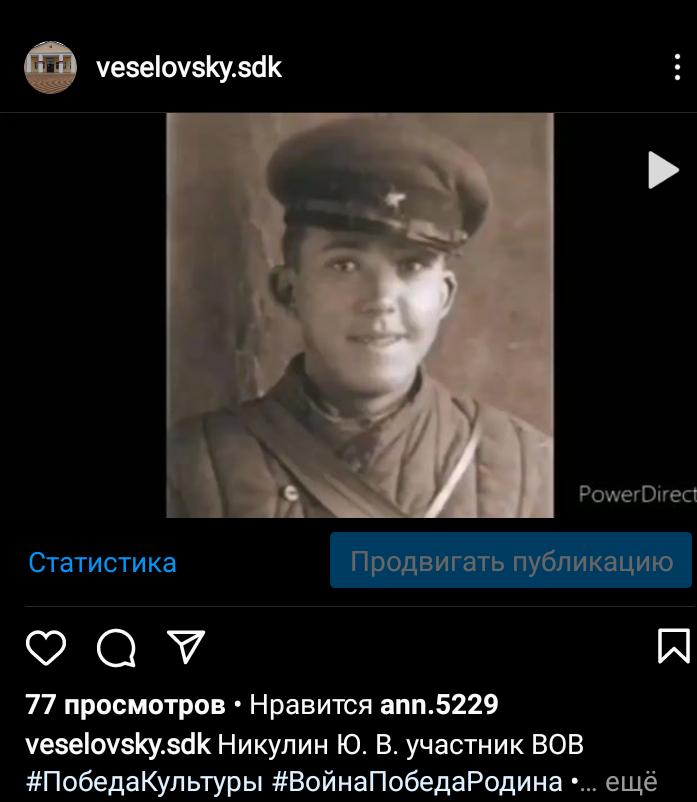 veselovsky.sdk
PowerDirect
Статистика
Продвигать публикацию
77 просмотров • Нравится ann.5229
veselovsky.sdk Никулин Ю. В. участник ВОВ
#ПобедаКультуры #ВойнаПобедаРодина •... ещё